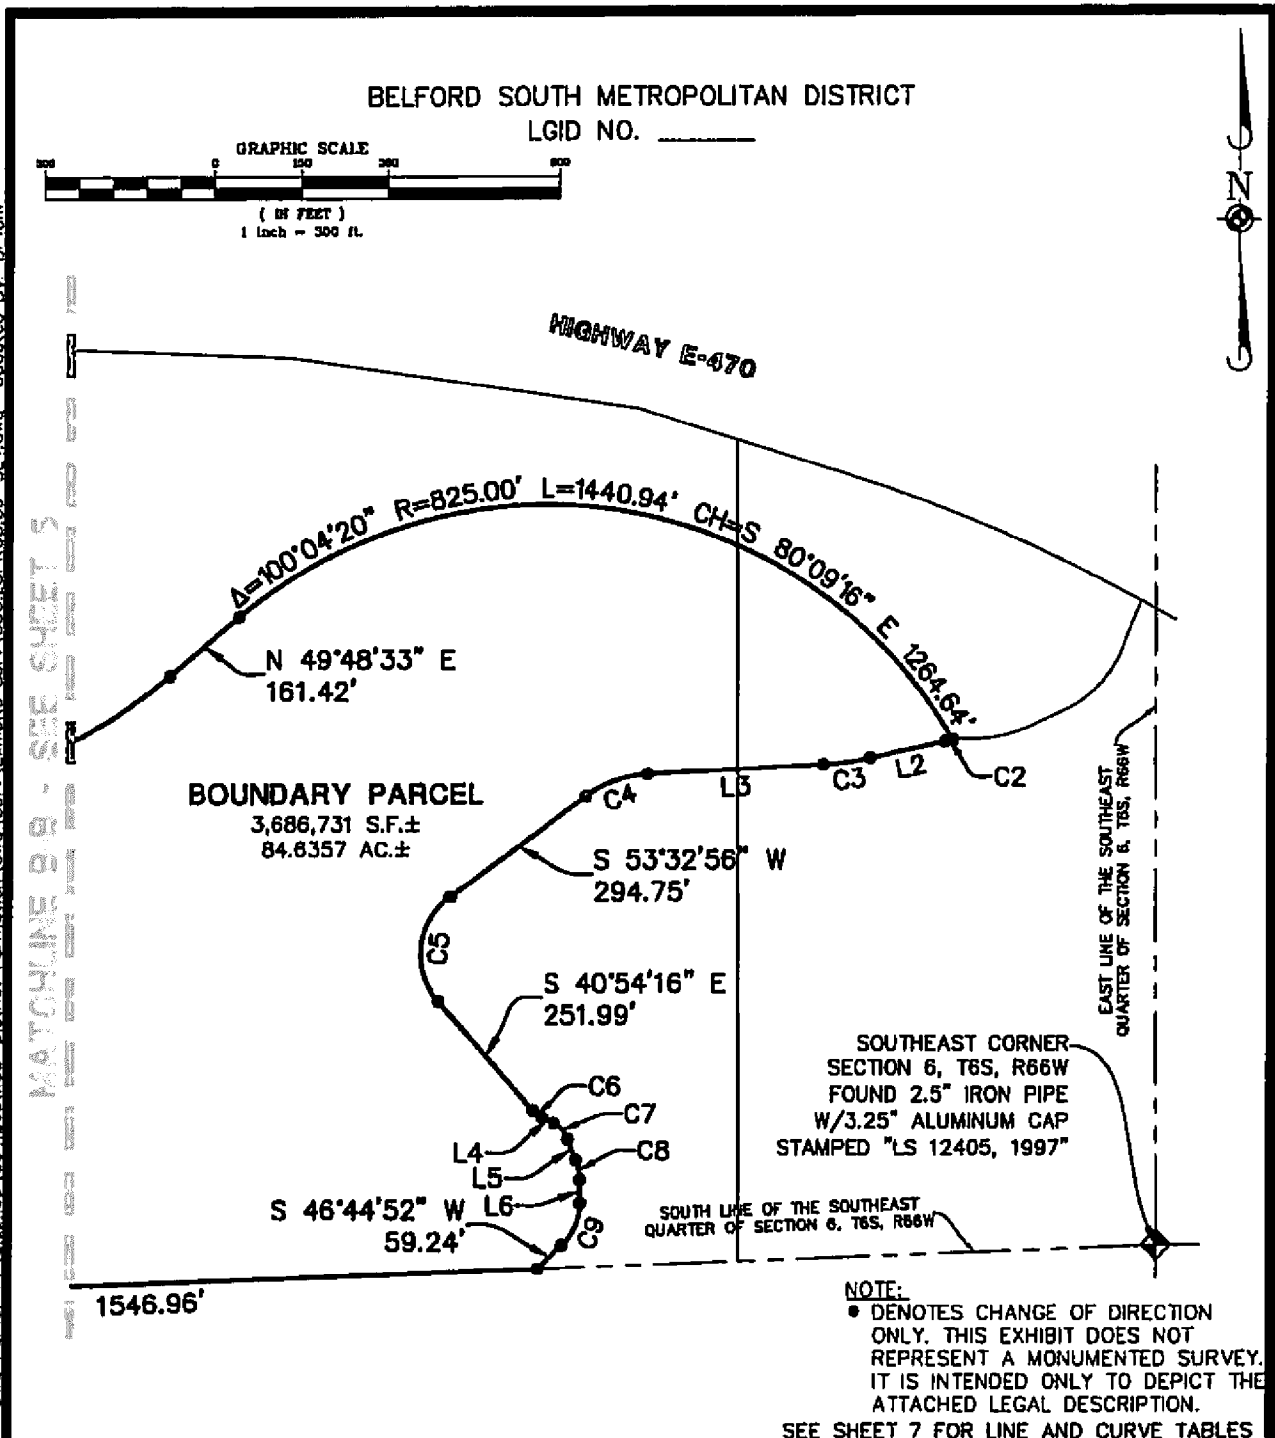 BELFORD SOUTH METROPOLITAN DISTRICT
LGID NO.
GRAPHIC SCALE
300 0 150 300 600
( IN FEET )
1 inch = 300 ft.
N
HIGHWAY E-470
Δ=100°04'20" R=825.00' L=1440.94' CH=S 80°09'16" E 1264.64'
N 49°48'33" E
161.42'
MATCHLINE BB - SEE SHEET 5
BOUNDARY PARCEL
3,686,731 S.F.±
84.6357 AC.±
C4
L3
C3
L2
C2
S 53°32'56" W
294.75'
C5
S 40°54'16" E
251.99'
EAST LINE OF THE SOUTHEAST
QUARTER OF SECTION 6, T6S, R66W
SOUTHEAST CORNER
SECTION 6, T6S, R66W
FOUND 2.5" IRON PIPE
W/3.25" ALUMINUM CAP
STAMPED "LS 12405, 1997"
C6
C7
L4
C8
L5
L6
S 46°44'52" W
59.24'
C9
SOUTH LINE OF THE SOUTHEAST
QUARTER OF SECTION 6, T6S, R66W
1546.96'
NOTE:
● DENOTES CHANGE OF DIRECTION
ONLY. THIS EXHIBIT DOES NOT
REPRESENT A MONUMENTED SURVEY.
IT IS INTENDED ONLY TO DEPICT THE
ATTACHED LEGAL DESCRIPTION.
SEE SHEET 7 FOR LINE AND CURVE TABLES